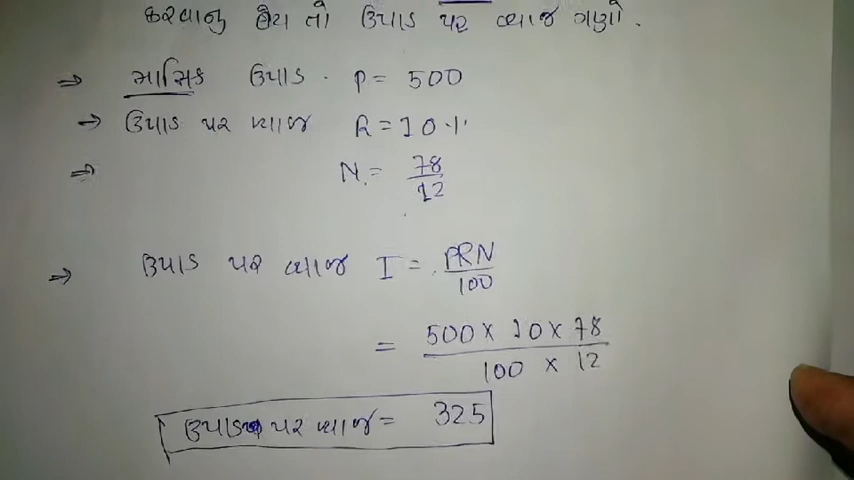 કરવાનુ હોય તો ઉપાડ પર વ્યાજ ગણો.
⇒ માસિક ઉપાડ. P = 500
→ ઉપાડ પર વ્યાજ R = 10 %
⇒ N = 78/12
⇒ ઉપાડ પર વ્યાજ I = PRN/100
= 500 × 10 × 78 / 100 × 12
ઉપાડ પર વ્યાજ = 325